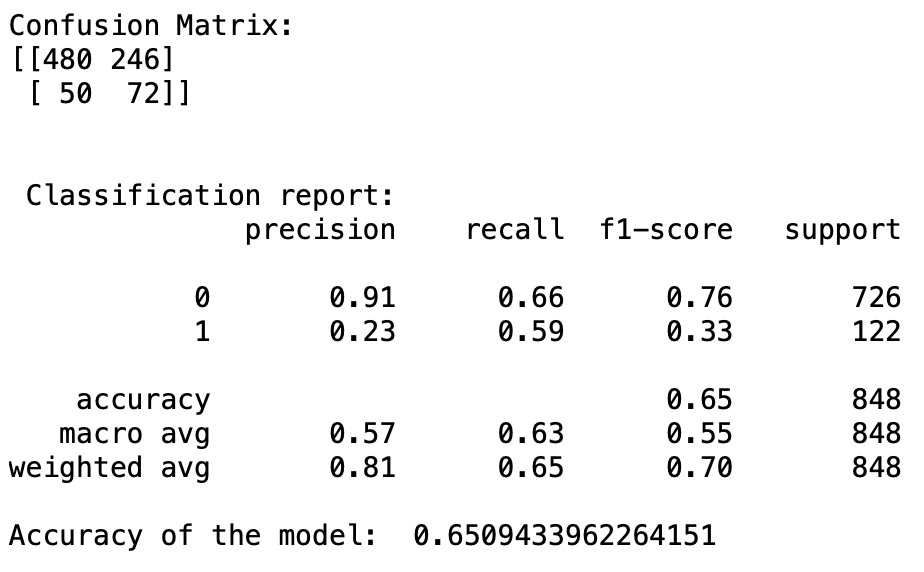 Confusion Matrix:
[[480 246]
[ 50 72]]
Classification report:
precision recall f1-score support
0 0.91 0.66 0.76 726
1 0.23 0.59 0.33 122
accuracy 0.65 848
macro avg 0.57 0.63 0.55 848
weighted avg 0.81 0.65 0.70 848
Accuracy of the model: 0.6509433962264151